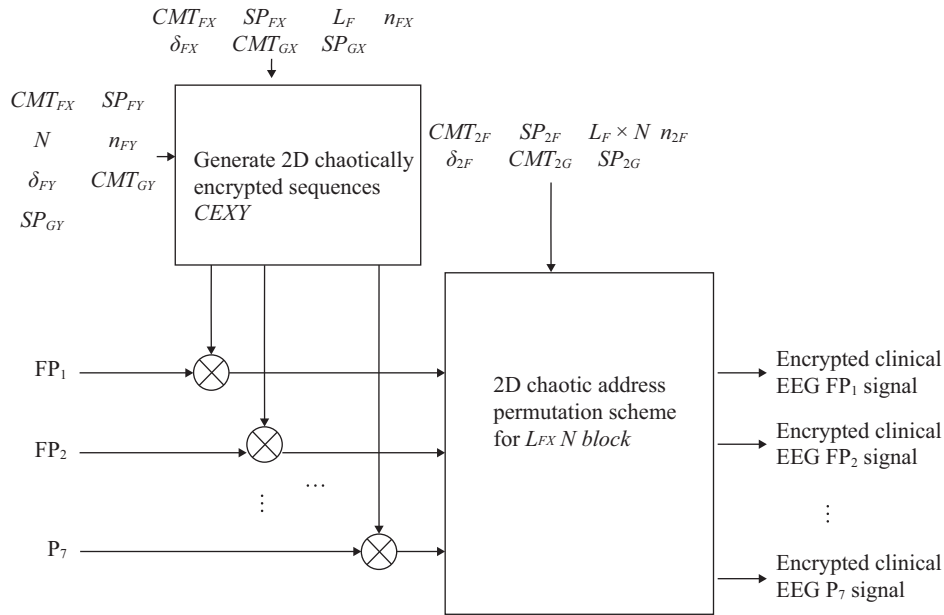 CMT_FX SP_FX L_F n_FX
δ_FX CMT_GX SP_GX
CMT_FX SP_FY
N n_FY
δ_FY CMT_GY
SP_GY
Generate 2D chaotically
encrypted sequences
CEXY
CMT_2F SP_2F L_F × N n_2F
δ_2F CMT_2G SP_2G
FP_1
FP_2
...
⋮
P_7
2D chaotic address
permutation scheme
for L_FX N block
Encrypted clinical
EEG FP_1 signal
Encrypted clinical
EEG FP_2 signal
⋮
Encrypted clinical
EEG P_7 signal